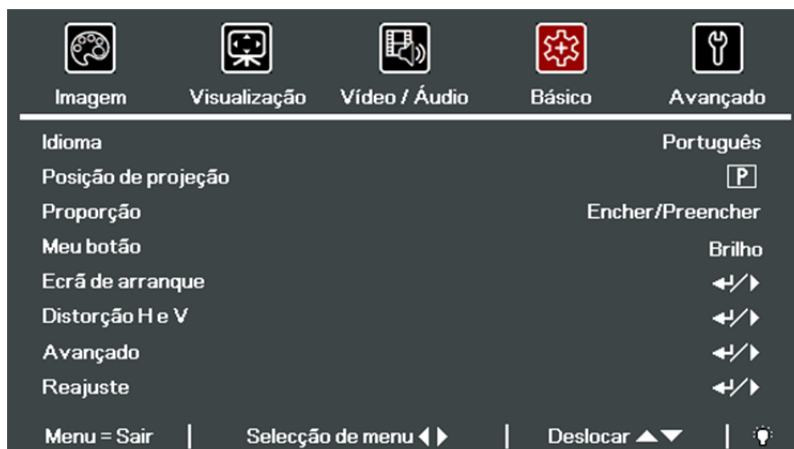 Imagem Visualização Vídeo / Áudio Básico Avançado
Idioma Português
Posição de projeção P
Proporção Encher/Preencher
Meu botão Brilho
Ecrã de arranque
Distorção H e V
Avançado
Reajuste
Menu = Sair Selecção de menu Deslocar